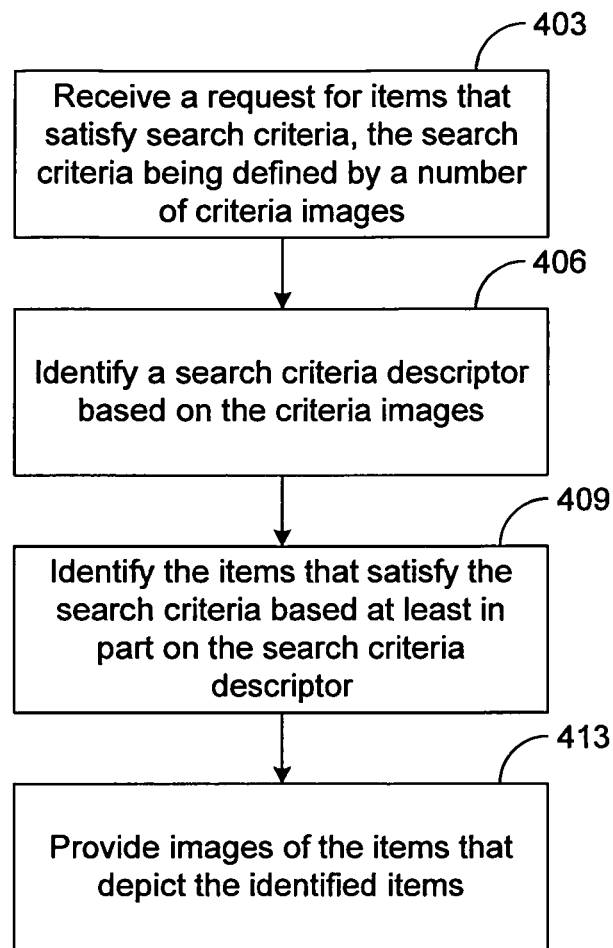 403
Receive a request for items that
satisfy search criteria, the search
criteria being defined by a number
of criteria images
406
Identify a search criteria descriptor
based on the criteria images
409
Identify the items that satisfy the
search criteria based at least in
part on the search criteria
descriptor
413
Provide images of the items that
depict the identified items